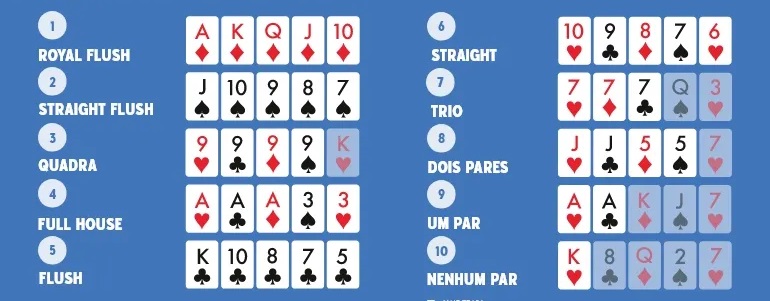 1
ROYAL FLUSH
A K Q J 10
2
STRAIGHT FLUSH
J 10 9 8 7
3
QUADRA
9 9 9 9 K
4
FULL HOUSE
A A A 3 3
5
FLUSH
K 10 8 7 5
6
STRAIGHT
10 9 8 7 6
7
TRIO
7 7 7 Q 3
8
DOIS PARES
J J 5 5 7
9
UM PAR
A A K J 7
10
NENHUM PAR
K 8 Q 2 7